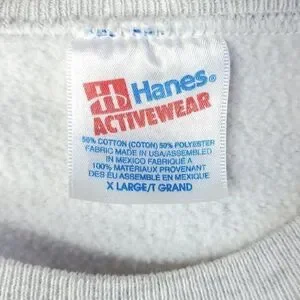 Hanes®
ACTIVEWEAR
50% COTTON (COTON) 50% POLYESTER
FABRIC MADE IN USA/ASSEMBLED
IN MEXICO FABRIQUÉ A
100% MATÉRIAUX PROVENANT
DES É.U ASSEMBLÉ EN MEXIQUE
X LARGE/T GRAND